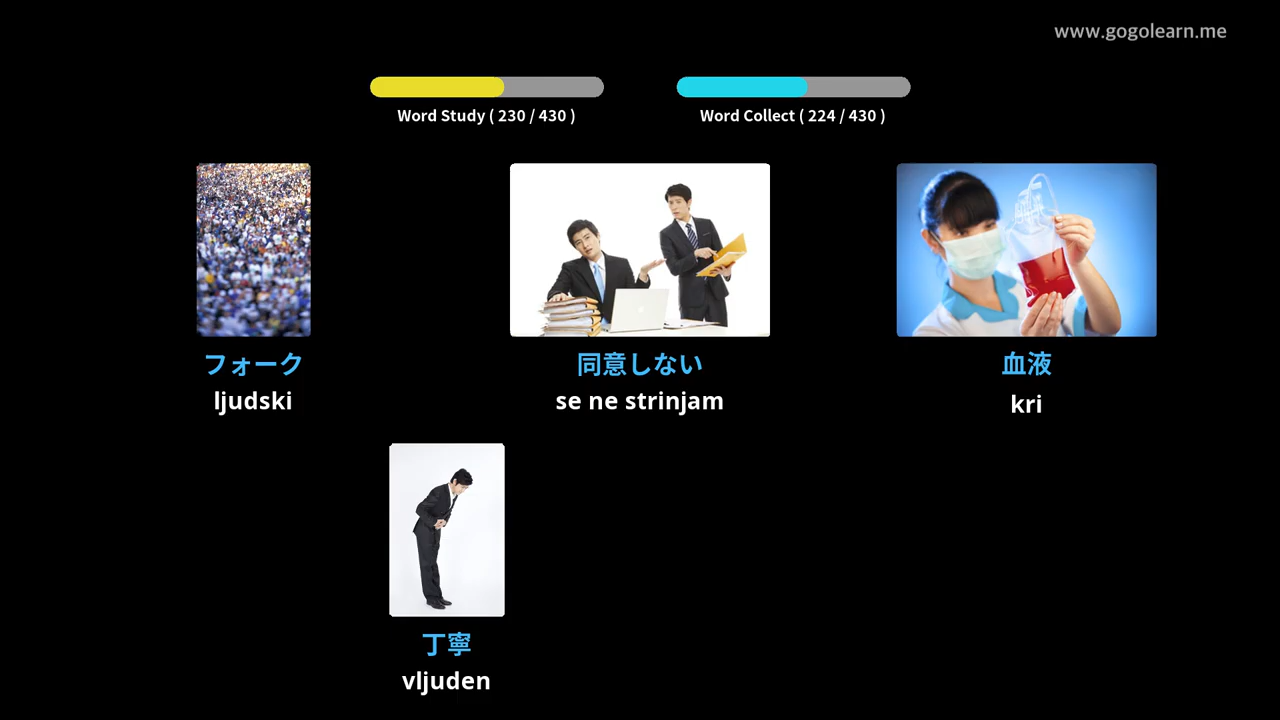 www.gogolearn.me
Word Study ( 230 / 430 )
Word Collect ( 224 / 430 )
フォーク
ljudski
同意しない
se ne strinjam
血液
kri
丁寧
vljuden